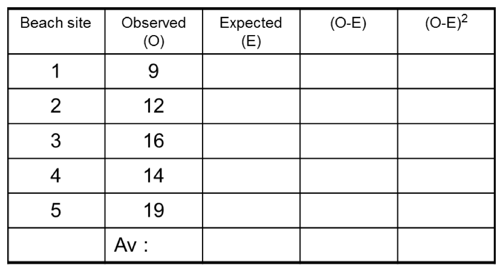 Beach site Observed (O) Expected (E) (O-E) (O-E)²
1 9
2 12
3 16
4 14
5 19
Av :